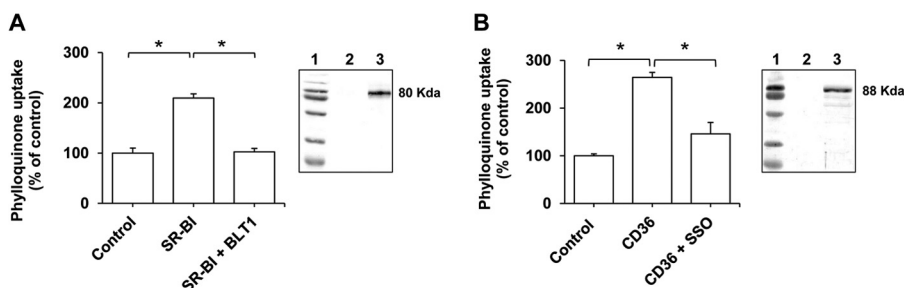 A
Phylloquinone uptake
(% of control)
300
200
100
0
*
*
Control
SR-BI
SR-BI + BLT1
1 2 3
80 Kda
B
Phylloquinone uptake
(% of control)
300
200
100
0
*
*
Control
CD36
CD36 + SSO
1 2 3
88 Kda